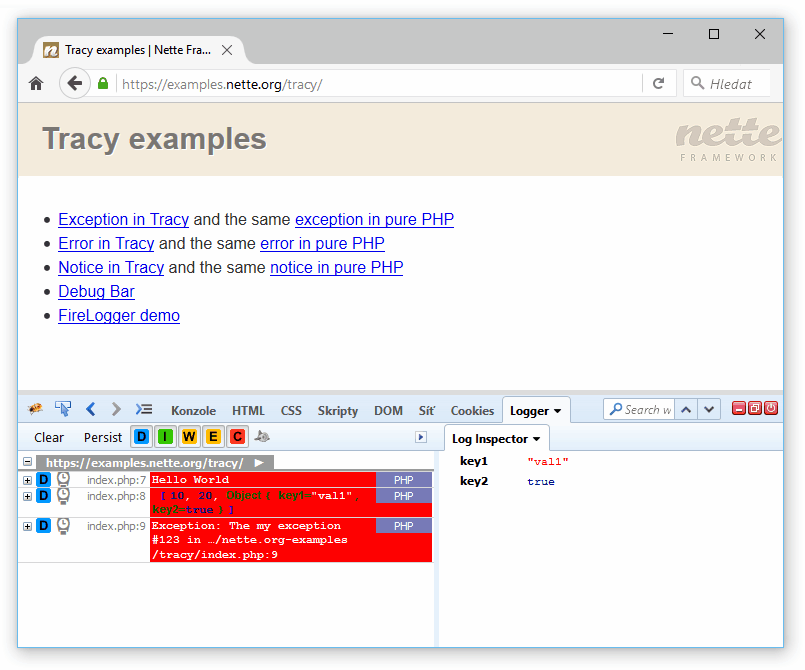 Tracy examples | Nette Fra...
https://examples.nette.org/tracy/
Hledat
Tracy examples
nette
FRAMEWORK
Exception in Tracy and the same exception in pure PHP
Error in Tracy and the same error in pure PHP
Notice in Tracy and the same notice in pure PHP
Debug Bar
FireLogger demo
Konzole HTML CSS Skripty DOM Síť Cookies Logger
Search w
Clear Persist D I W E C
Log Inspector
https://examples.nette.org/tracy/
D index.php:7 Hello World PHP
D index.php:8 [ 10, 20, Object { key1="val1", PHP
key2=true } ]
D index.php:9 Exception: The my exception PHP
#123 in …/nette.org-examples
/tracy/index.php:9
key1 "val1"
key2 true